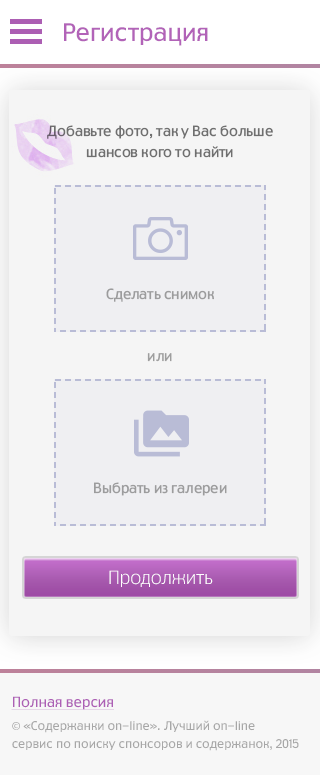 Регистрация
Добавьте фото, так у Вас больше
шансов кого то найти
Сделать снимок
или
Выбрать из галереи
Продолжить
Полная версия
© «Содержанки on-line». Лучший on-line
сервис по поиску спонсоров и содержанок, 2015